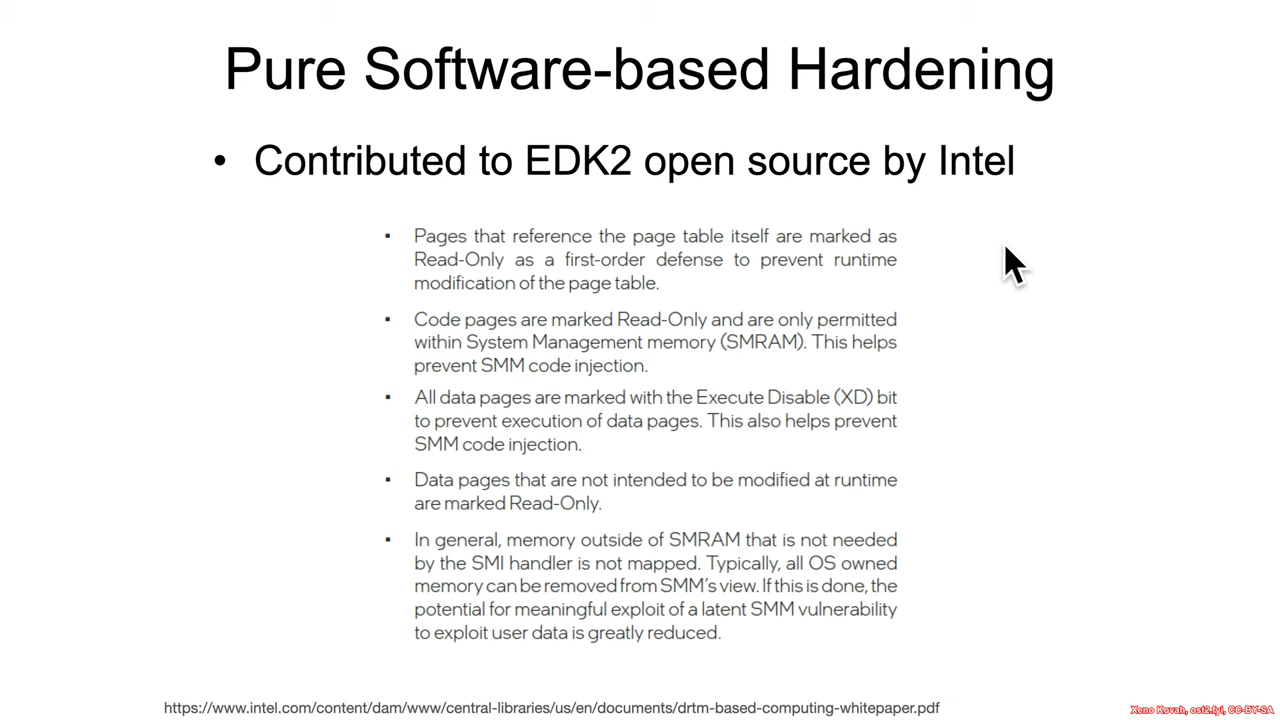 Pure Software-based Hardening
• Contributed to EDK2 open source by Intel
▪ Pages that reference the page table itself are marked as
Read-Only as a first-order defense to prevent runtime
modification of the page table.
▪ Code pages are marked Read-Only and are only permitted
within System Management memory (SMRAM). This helps
prevent SMM code injection.
▪ All data pages are marked with the Execute Disable (XD) bit
to prevent execution of data pages. This also helps prevent
SMM code injection.
▪ Data pages that are not intended to be modified at runtime
are marked Read-Only.
▪ In general, memory outside of SMRAM that is not needed
by the SMI handler is not mapped. Typically, all OS owned
memory can be removed from SMM's view. If this is done, the
potential for meaningful exploit of a latent SMM vulnerability
to exploit user data is greatly reduced.
https://www.intel.com/content/dam/www/central-libraries/us/en/documents/drtm-based-computing-whitepaper.pdf
Xeno Kovah, ost2.fyi, CC-BY-SA